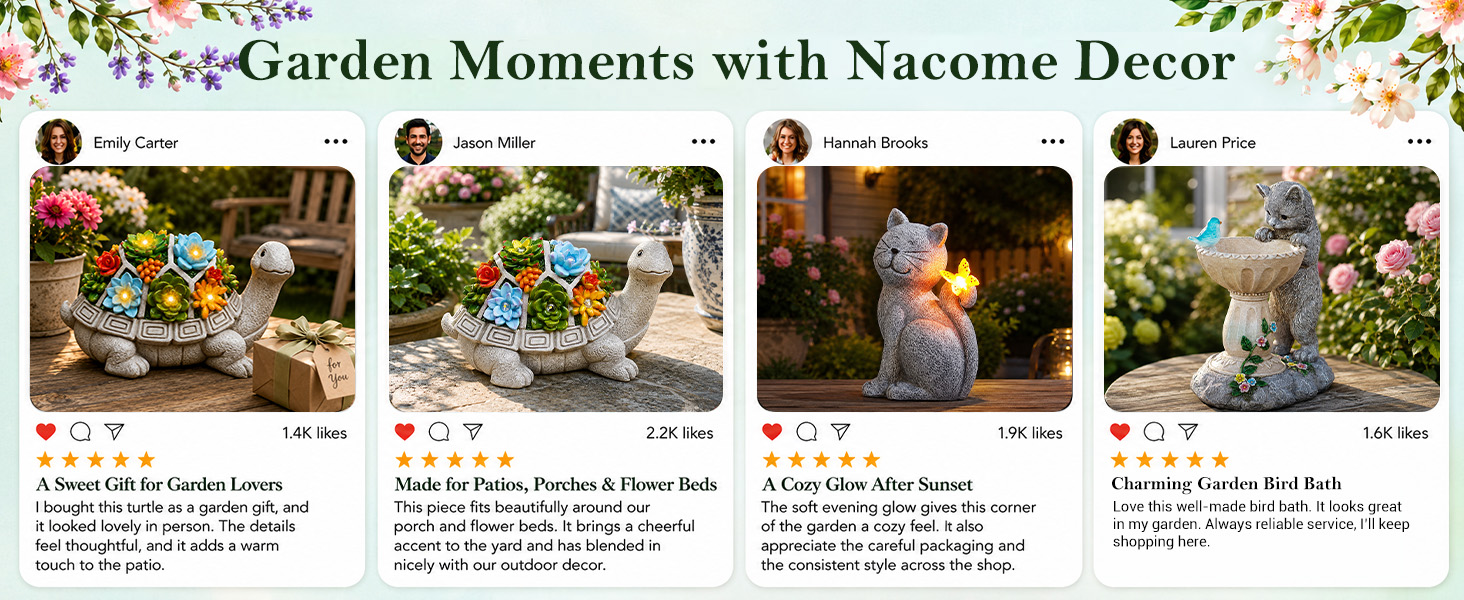 Garden Moments with Nacome Decor
Emily Carter
for
You
1.4K likes
A Sweet Gift for Garden Lovers
I bought this turtle as a garden gift, and
it looked lovely in person. The details
feel thoughtful, and it adds a warm
touch to the patio.
Jason Miller
2.2K likes
Made for Patios, Porches & Flower Beds
This piece fits beautifully around our
porch and flower beds. It brings a cheerful
accent to the yard and has blended in
nicely with our outdoor decor.
Hannah Brooks
1.9K likes
A Cozy Glow After Sunset
The soft evening glow gives this corner
of the garden a cozy feel. It also
appreciate the careful packaging and
the consistent style across the shop.
Lauren Price
1.6K likes
Charming Garden Bird Bath
Love this well-made bird bath. It looks great
in my garden. Always reliable service, I'll keep
shopping here.